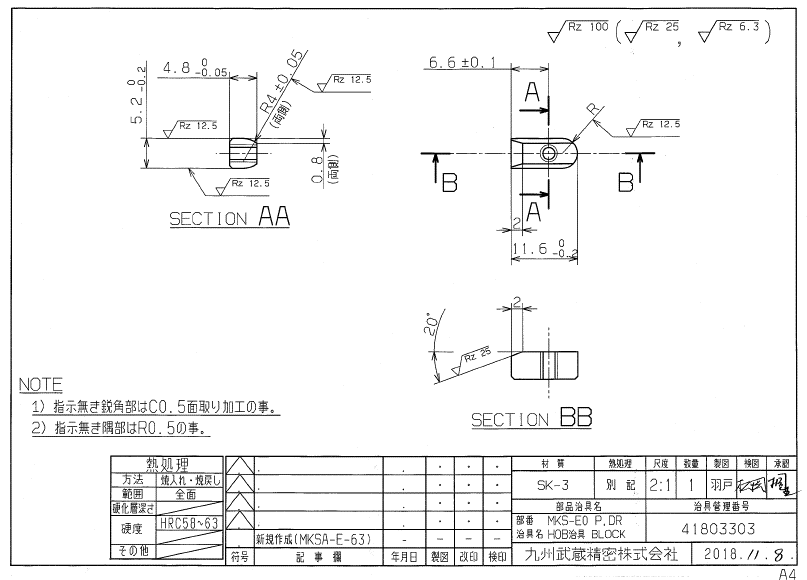 Rz 100 ( Rz 25 , Rz 6.3 )
4.8 0 -0.05
5.2 0 -0.2
Rz 12.5
Rz 12.5
R4±0.05
(両側)
Rz 12.5
0.8
(両側)
SECTION AA
6.6±0.1
A
R
Rz 12.5
B
B
A
2
11.6 0 -0.2
2
20°
Rz 25
SECTION BB
NOTE
1) 指示無き鋭角部はC0.5面取り加工の事。
2) 指示無き隅部はR0.5の事。
熱処理
方法 焼入れ・焼戻し
範囲 全面
硬化層深さ
硬度 HRC58~63
その他
新規作成(MKSA-E-63)
符号 記事欄 年月日 製図 改印 検印
材質 熱処理 尺度 数量 製図 検図 承認
SK-3 別記 2:1 1 羽戸
部品治具名 治具管理番号
部番 MKS-E0 P.DR
治具名 HOB治具 BLOCK
41803303
九州武蔵精密株式会社 2018.11.8.
A4